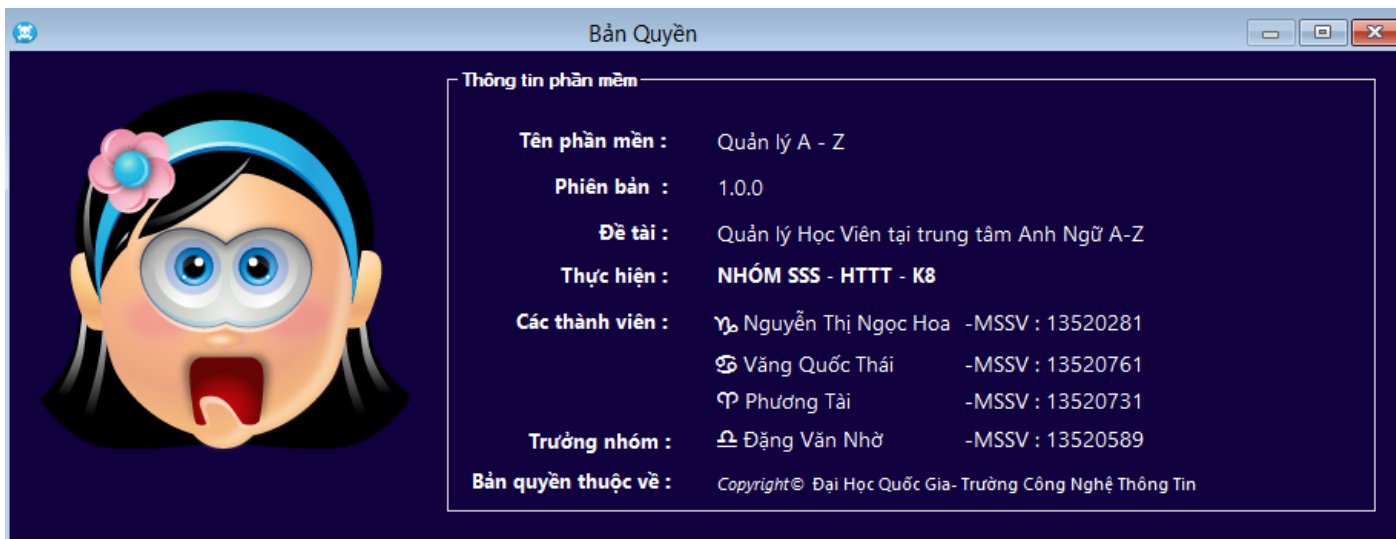 Bản Quyền
Thông tin phần mềm
Tên phần mền : Quản lý A - Z
Phiên bản : 1.0.0
Đề tài : Quản lý Học Viên tại trung tâm Anh Ngữ A-Z
Thực hiện : NHÓM SSS - HTTT - K8
Các thành viên : ♑ Nguyễn Thị Ngọc Hoa -MSSV : 13520281
♋ Văng Quốc Thái -MSSV : 13520761
♈ Phương Tài -MSSV : 13520731
Trưởng nhóm : ♎ Đặng Văn Nhờ -MSSV : 13520589
Bản quyền thuộc về : Copyright© Đại Học Quốc Gia- Trường Công Nghệ Thông Tin